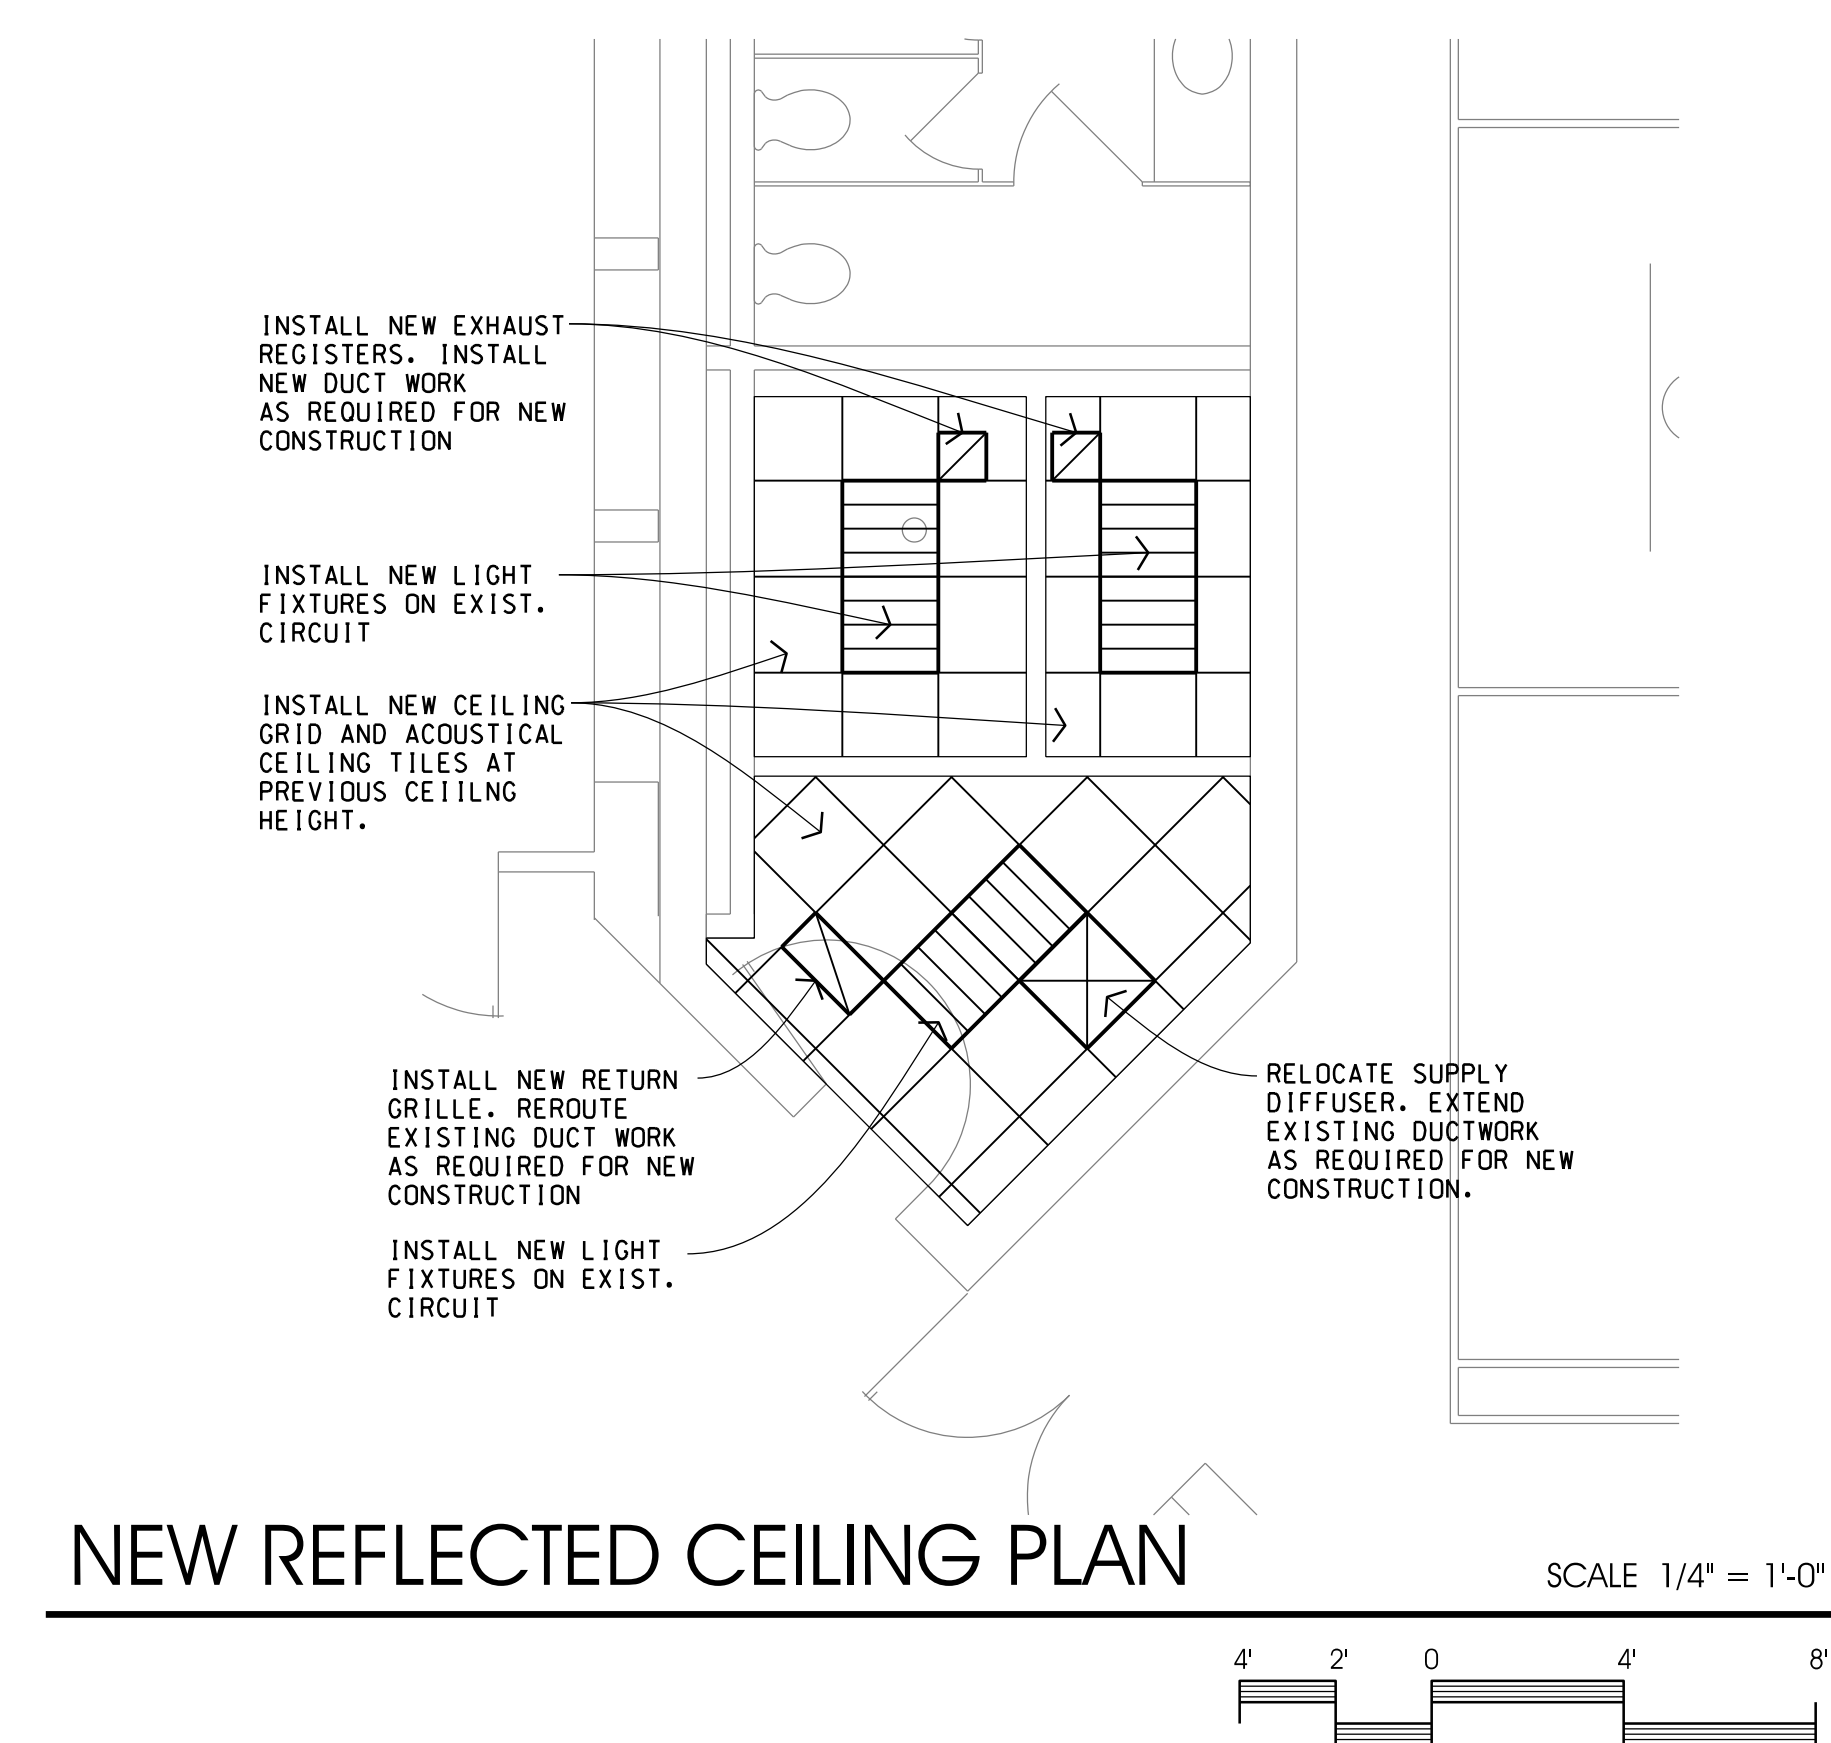 INSTALL NEW EXHAUST
REGISTERS. INSTALL
NEW DUCT WORK
AS REQUIRED FOR NEW
CONSTRUCTION
INSTALL NEW LIGHT
FIXTURES ON EXIST.
CIRCUIT
INSTALL NEW CEILING
GRID AND ACOUSTICAL
CEILING TILES AT
PREVIOUS CEIILNG
HEIGHT.
INSTALL NEW RETURN
GRILLE. REROUTE
EXISTING DUCT WORK
AS REQUIRED FOR NEW
CONSTRUCTION
INSTALL NEW LIGHT
FIXTURES ON EXIST.
CIRCUIT
RELOCATE SUPPLY
DIFFUSER. EXTEND
EXISTING DUCTWORK
AS REQUIRED FOR NEW
CONSTRUCTION.
NEW REFLECTED CEILING PLAN
SCALE 1/4" = 1'-0"
4' 2' 0 4' 8'